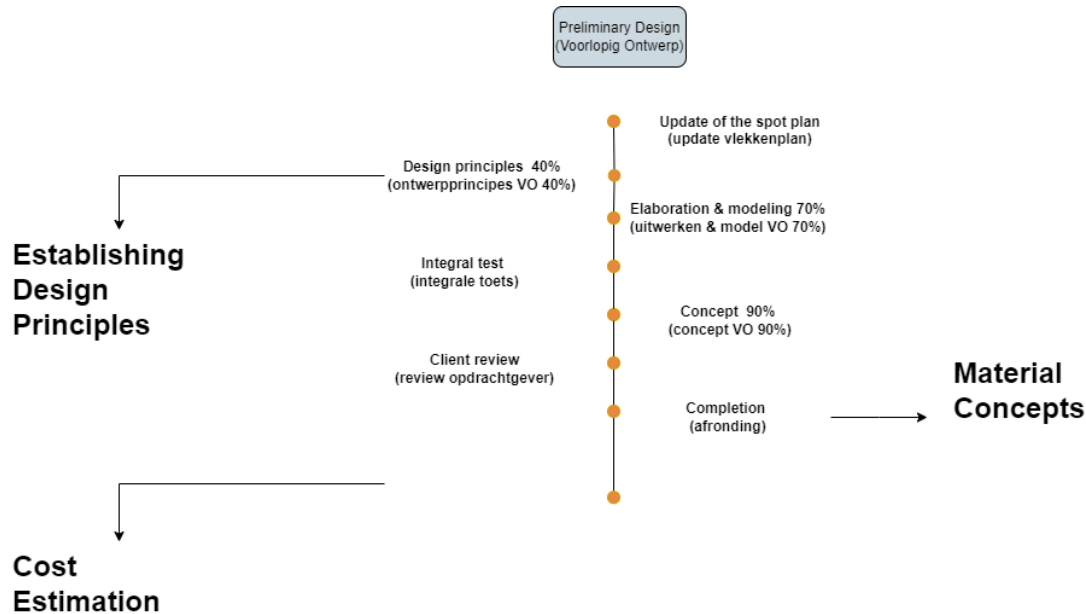 Preliminary Design
(Voorlopig Ontwerp)
Update of the spot plan
(update vlekkenplan)
Design principles 40%
(ontwerpprincipes VO 40%)
Elaboration & modeling 70%
(uitwerken & model VO 70%)
Establishing
Design
Principles
Integral test
(integrale toets)
Concept 90%
(concept VO 90%)
Client review
(review opdrachtgever)
Material
Concepts
Completion
(afronding)
Cost
Estimation